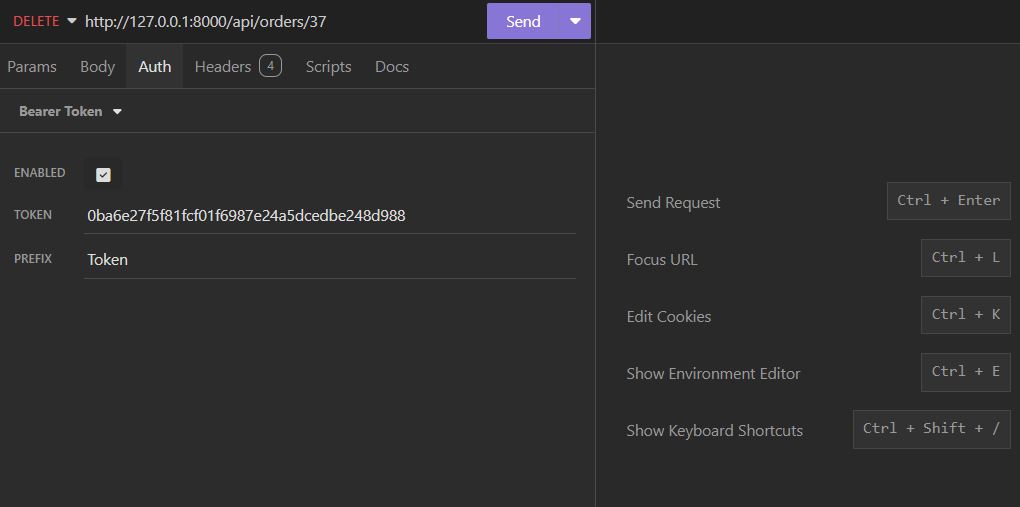 DELETE http://127.0.0.1:8000/api/orders/37 Send
Params Body Auth Headers 4 Scripts Docs
Bearer Token
ENABLED
TOKEN 0ba6e27f5f81fcf01f6987e24a5dcedbe248d988
PREFIX Token
Send Request Ctrl + Enter
Focus URL Ctrl + L
Edit Cookies Ctrl + K
Show Environment Editor Ctrl + E
Show Keyboard Shortcuts Ctrl + Shift + /